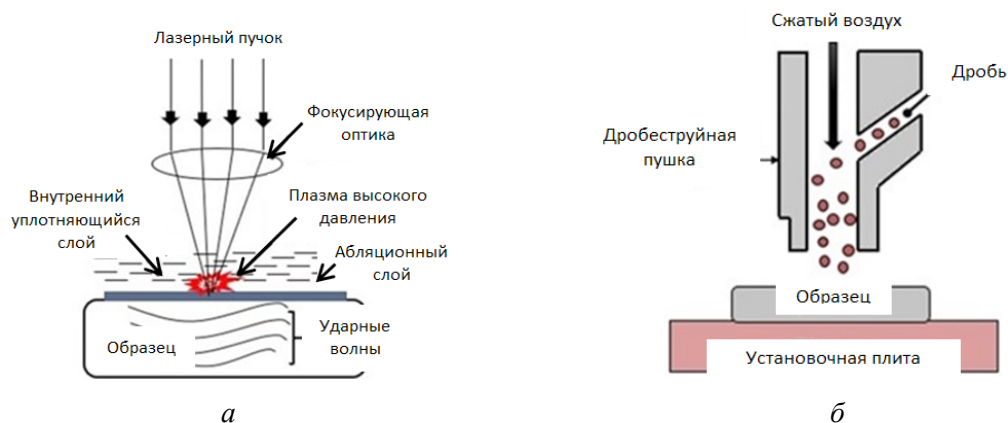 Лазерный пучок
Фокусирующая
оптика
Внутренний
уплотняющийся
слой
Плазма высокого
давления
Абляционный
слой
Образец
Ударные
волны
а
Сжатый воздух
Дробь
Дробеструйная
пушка
Образец
Установочная плита
б